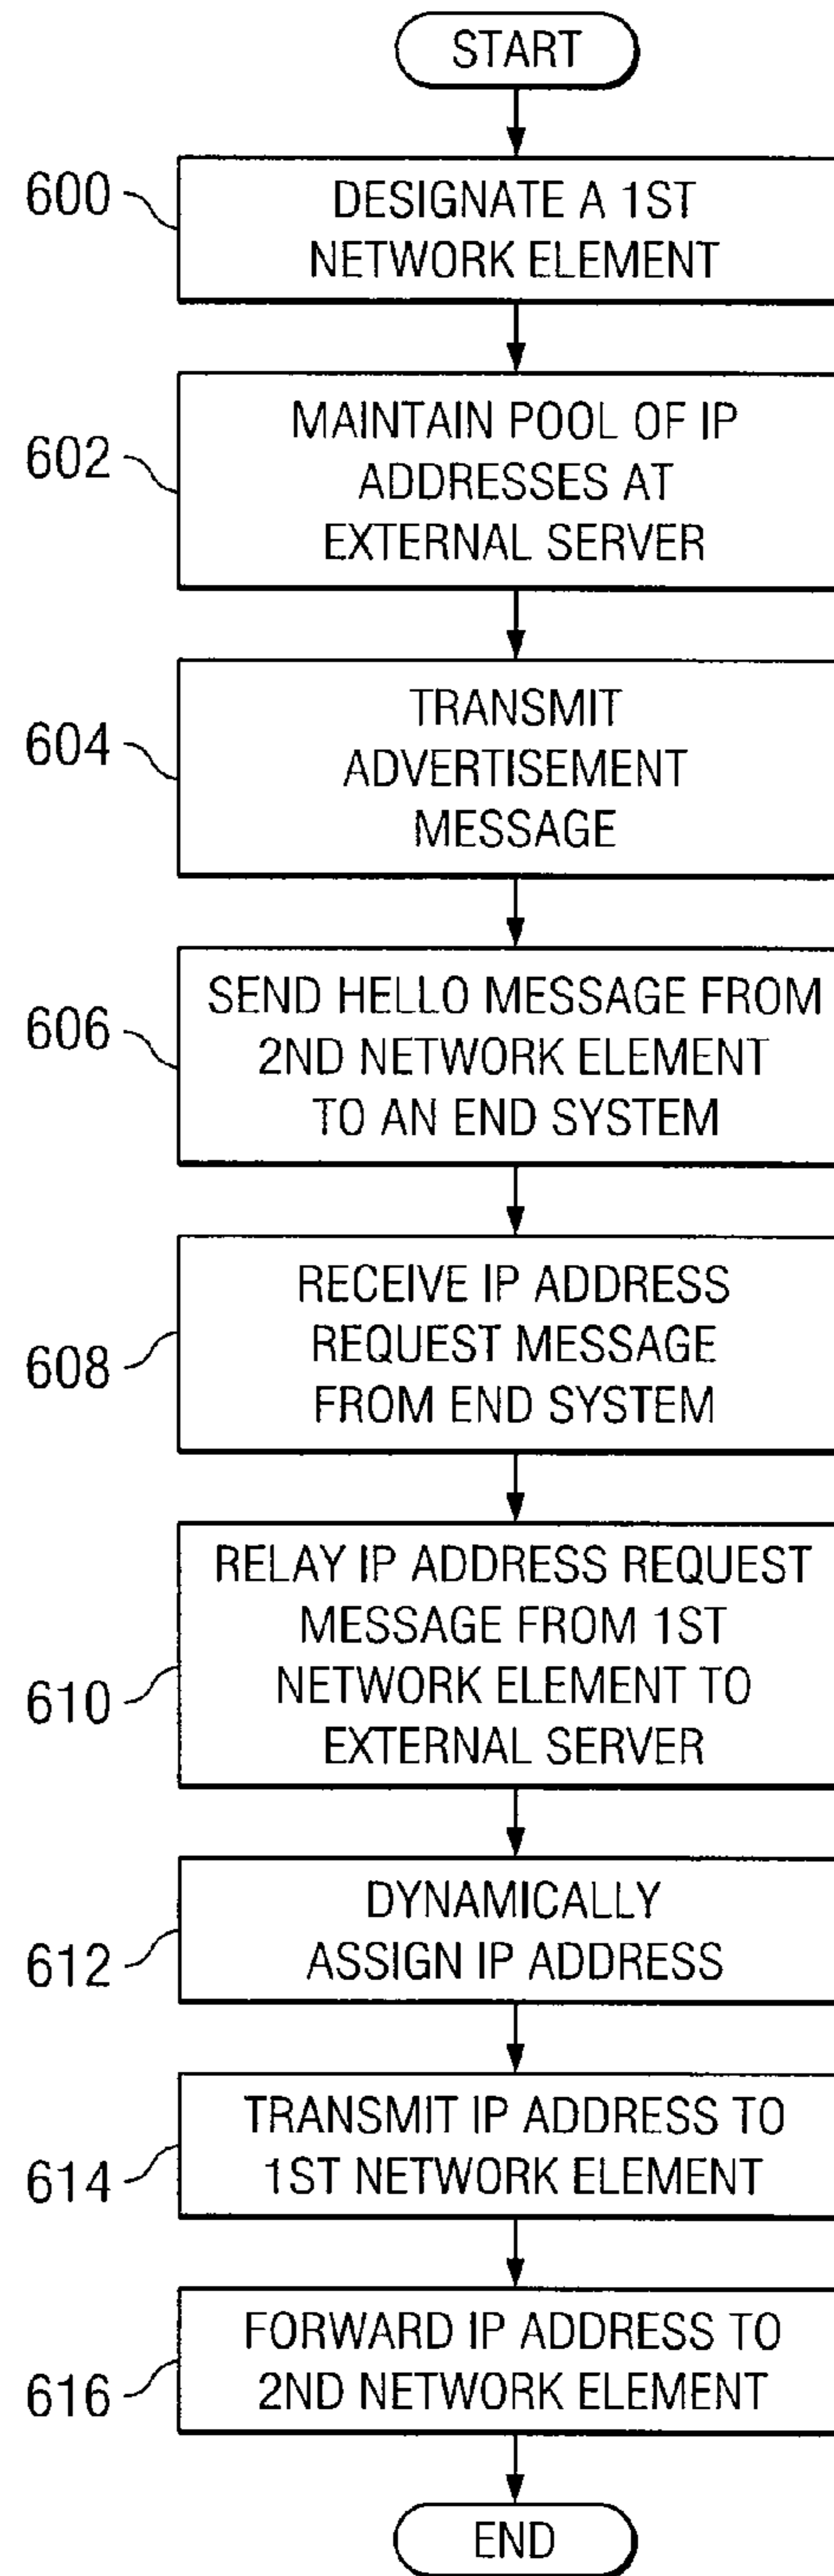 START
600
DESIGNATE A 1ST
NETWORK ELEMENT
602
MAINTAIN POOL OF IP
ADDRESSES AT
EXTERNAL SERVER
604
TRANSMIT
ADVERTISEMENT
MESSAGE
606
SEND HELLO MESSAGE FROM
2ND NETWORK ELEMENT
TO AN END SYSTEM
608
RECEIVE IP ADDRESS
REQUEST MESSAGE
FROM END SYSTEM
610
RELAY IP ADDRESS REQUEST
MESSAGE FROM 1ST
NETWORK ELEMENT TO
EXTERNAL SERVER
612
DYNAMICALLY
ASSIGN IP ADDRESS
614
TRANSMIT IP ADDRESS TO
1ST NETWORK ELEMENT
616
FORWARD IP ADDRESS TO
2ND NETWORK ELEMENT
END